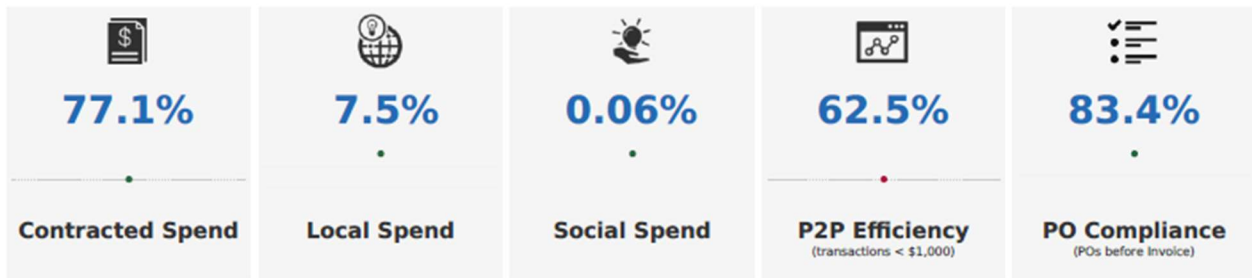 77.1%
Contracted Spend
7.5%
Local Spend
0.06%
Social Spend
62.5%
P2P Efficiency
(transactions < $1,000)
83.4%
PO Compliance
(POs before Invoice)